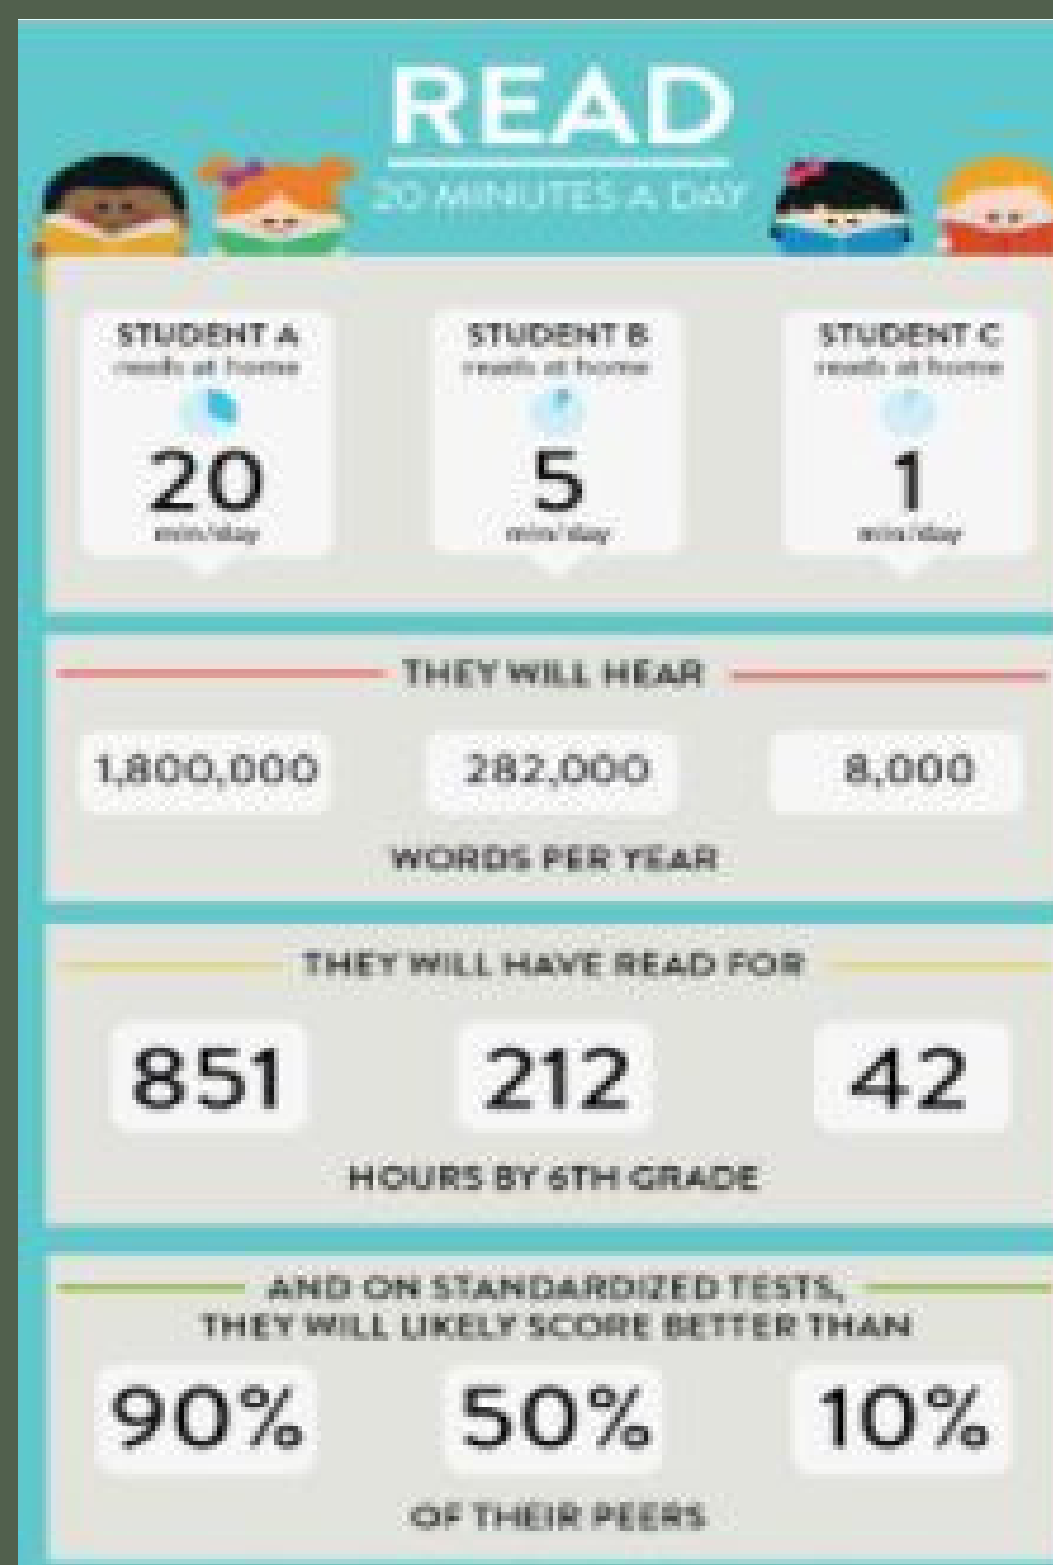 READ
20 MINUTES A DAY
STUDENT A
reads at home
20
min/day
STUDENT B
reads at home
5
min/day
STUDENT C
reads at home
1
min/day
THEY WILL HEAR
1,800,000 282,000 8,000
WORDS PER YEAR
THEY WILL HAVE READ FOR
851 212 42
HOURS BY 6TH GRADE
AND ON STANDARDIZED TESTS,
THEY WILL LIKELY SCORE BETTER THAN
90% 50% 10%
OF THEIR PEERS